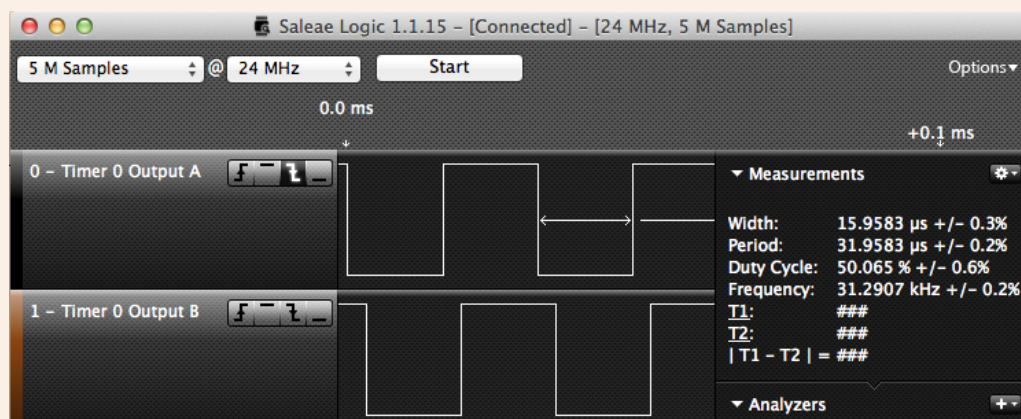 Saleae Logic 1.1.15 – [Connected] – [24 MHz, 5 M Samples]
5 M Samples @ 24 MHz Start Options▾
0.0 ms
+0.1 ms
0 – Timer 0 Output A
▾ Measurements
Width: 15.9583 µs +/– 0.3%
Period: 31.9583 µs +/– 0.2%
Duty Cycle: 50.065 % +/– 0.6%
Frequency: 31.2907 kHz +/– 0.2%
T1: ###
T2: ###
| T1 – T2 | = ###
1 – Timer 0 Output B
▾ Analyzers